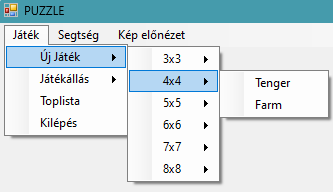 PUZZLE
Játék Segtség Kép előnézet
Új Játék
Játékállás
Toplista
Kilépés
3x3
4x4
5x5
6x6
7x7
8x8
Tenger
Farm